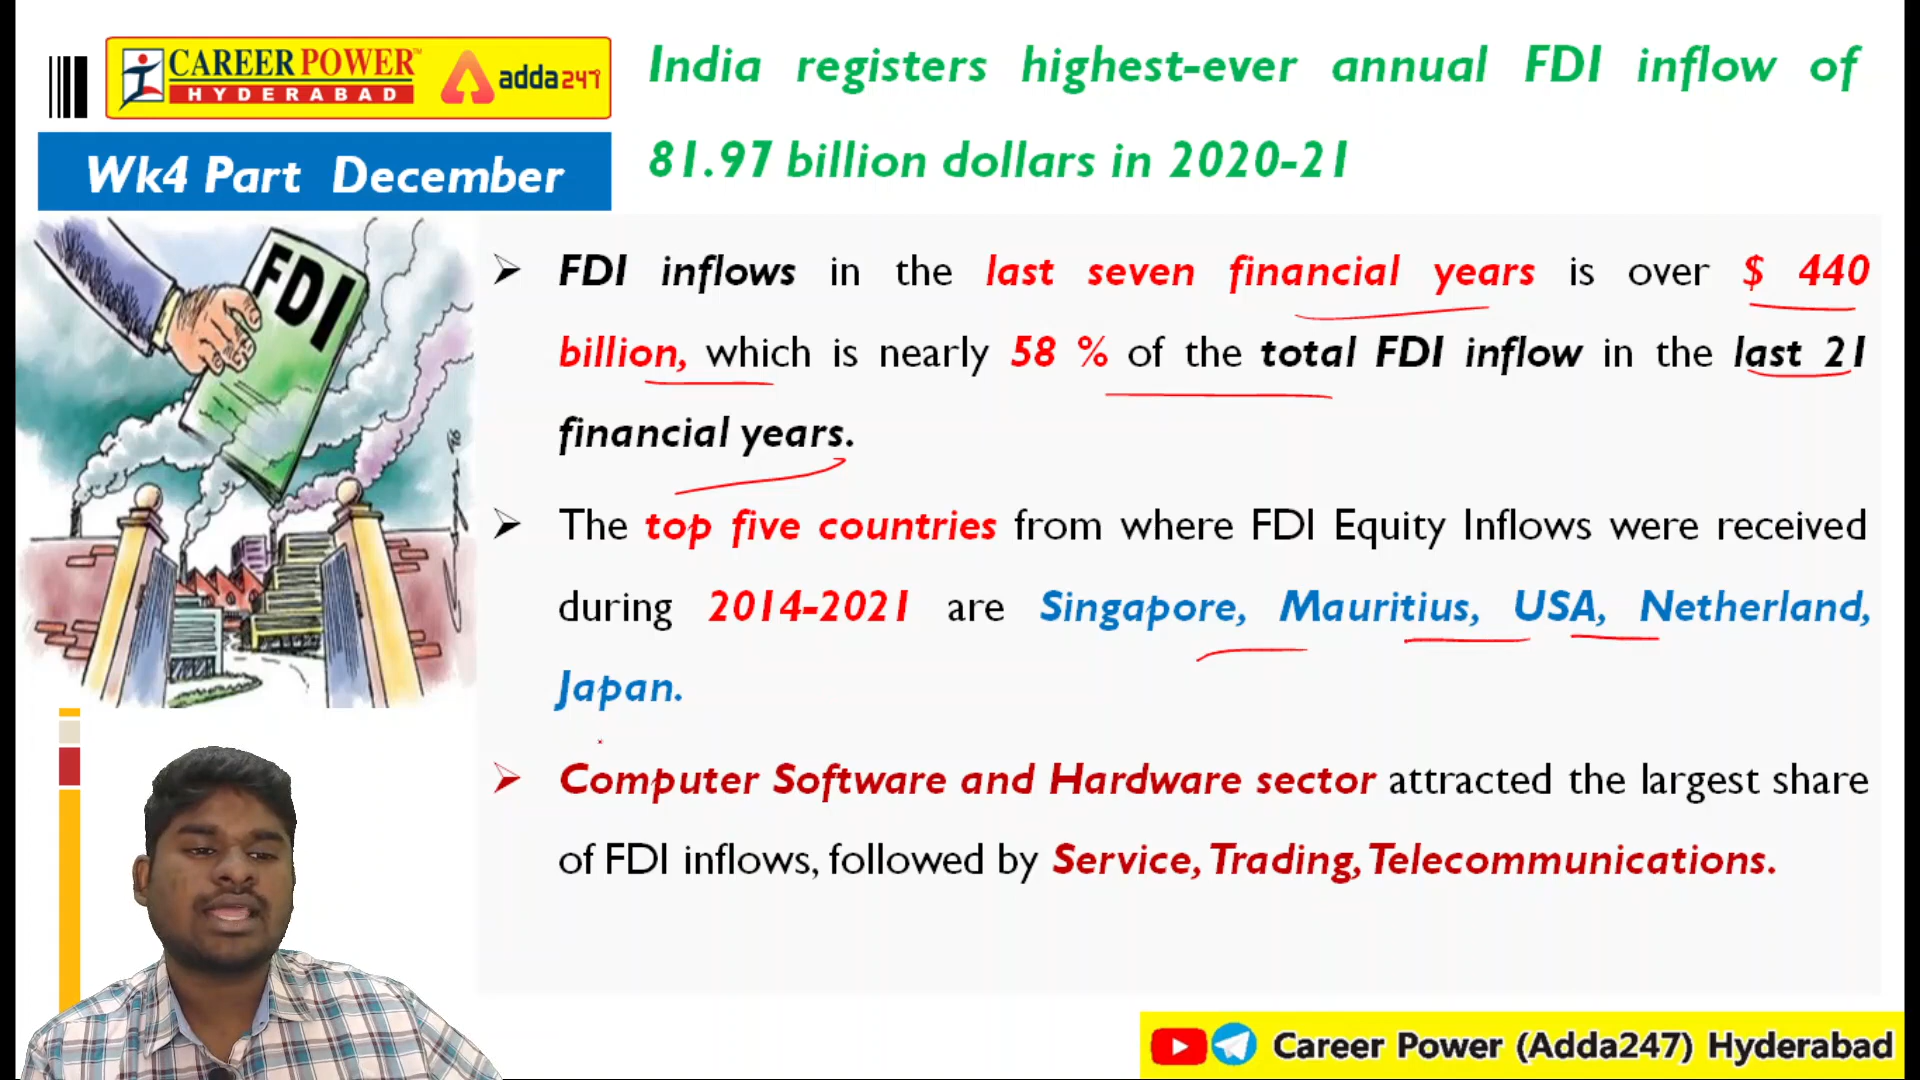 CAREER POWER
HYDERABAD
adda247
Wk4 Part December
India registers highest-ever annual FDI inflow of
81.97 billion dollars in 2020-21
FDI
➢ FDI inflows in the last seven financial years is over $ 440
billion, which is nearly 58 % of the total FDI inflow in the last 21
financial years.
➢ The top five countries from where FDI Equity Inflows were received
during 2014-2021 are Singapore, Mauritius, USA, Netherland,
Japan.
➢ Computer Software and Hardware sector attracted the largest share
of FDI inflows, followed by Service, Trading, Telecommunications.
Career Power (Adda247) Hyderabad